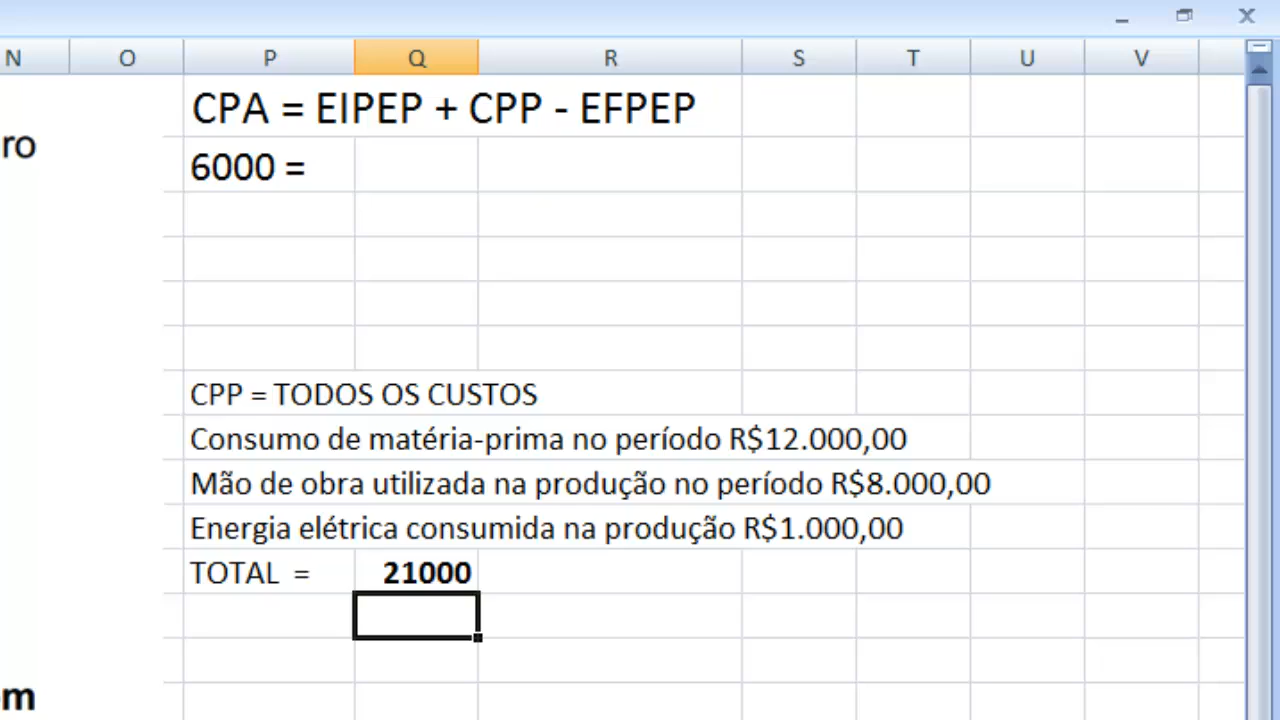 N O P Q R S T U V
CPA = EIPEP + CPP - EFPEP
ro
6000 =
CPP = TODOS OS CUSTOS
Consumo de matéria-prima no período R$12.000,00
Mão de obra utilizada na produção no período R$8.000,00
Energia elétrica consumida na produção R$1.000,00
TOTAL = 21000
m